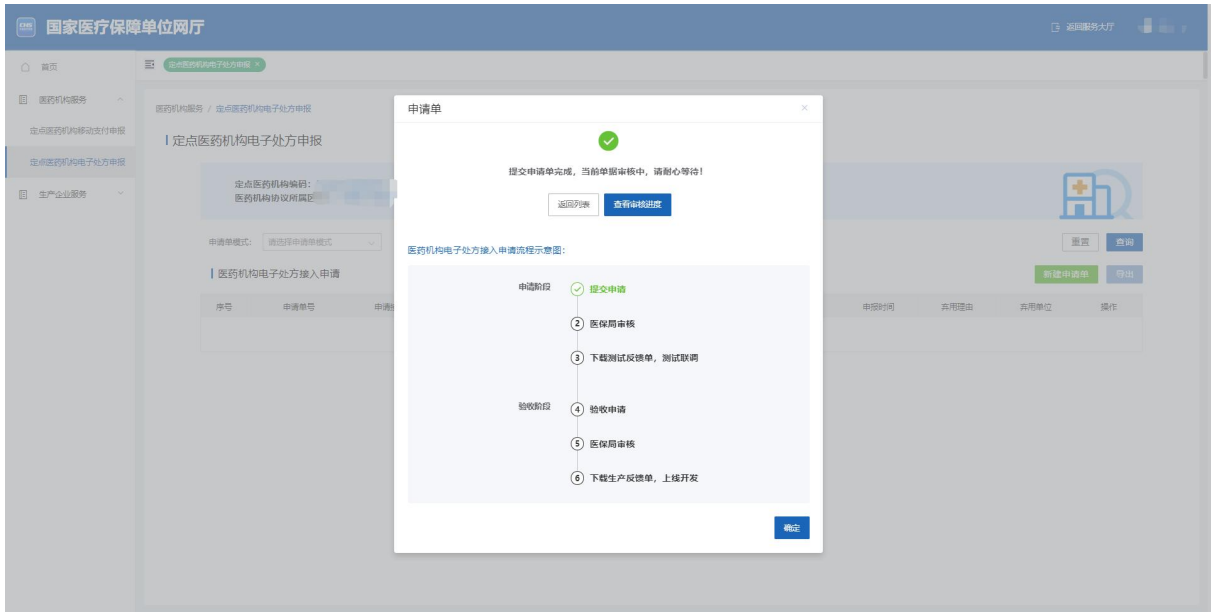 国家医疗保障单位网厅
返回服务大厅
首页
定点医药机构电子处方申报 ×
医药机构服务
定点医药机构移动支付申报
定点医药机构电子处方申报
生产企业服务
医药机构服务 / 定点医药机构电子处方申报
定点医药机构电子处方申报
定点医药机构编码:
医药机构协议所属区
申请单模式: 请选择申请单模式
重置 查询
医药机构电子处方接入申请
新建申请单 导出
序号 申请单号 申请 申报时间 弃用理由 弃用单位 操作
申请单 ×
提交申请单完成，当前单据审核中，请耐心等待!
返回列表 查看审核进度
医药机构电子处方接入申请流程示意图:
申请阶段 提交申请
2 医保局审核
3 下载测试反馈单，测试联调
验收阶段 4 验收申请
5 医保局审核
6 下载生产反馈单，上线开发
确定